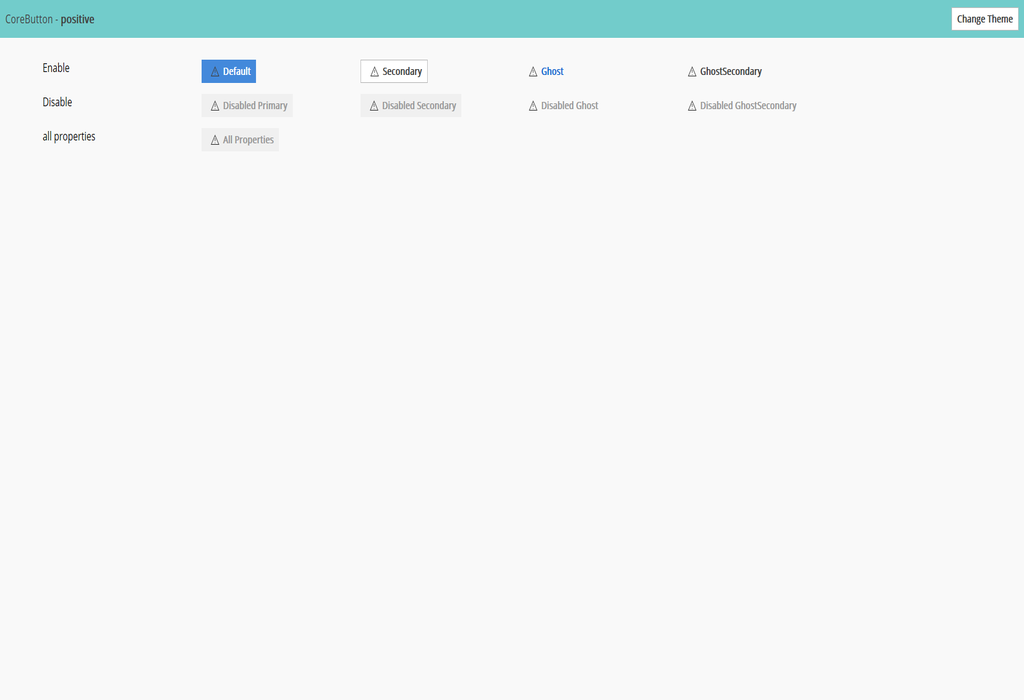 CoreButton - positive
Change Theme
Enable
Default
Secondary
Ghost
GhostSecondary
Disable
Disabled Primary
Disabled Secondary
Disabled Ghost
Disabled GhostSecondary
all properties
All Properties